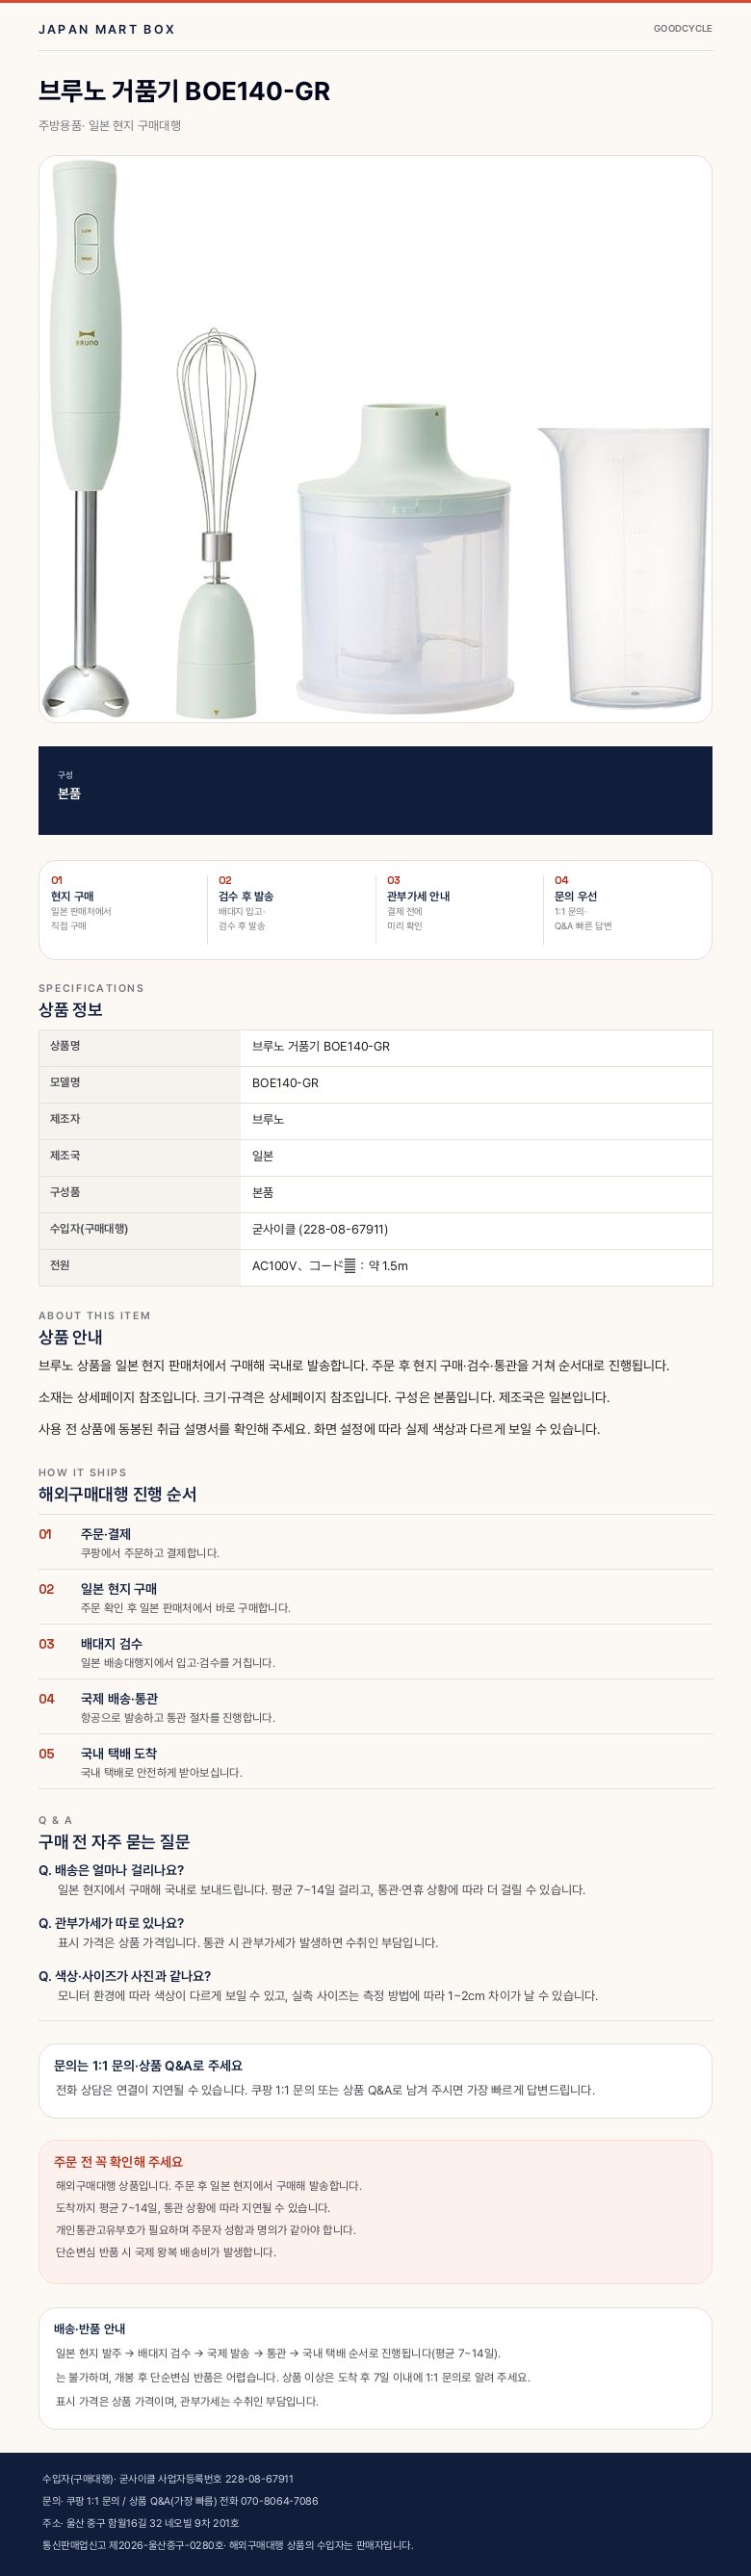 JAPAN MART BOX
GOODCYCLE
브루노 거품기 BOE140-GR
주방용품· 일본 현지 구매대행
LOW
HIGH
BRUNO
구성
본품
01
현지 구매
일본 판매처에서
직접 구매
02
검수 후 발송
배대지 입고·
검수 후 발송
03
관부가세 안내
결제 전에
미리 확인
04
문의 우선
1:1 문의·
Q&A 빠른 답변
SPECIFICATIONS
상품 정보
상품명 브루노 거품기 BOE140-GR
모델명 BOE140-GR
제조자 브루노
제조국 일본
구성품 본품
수입자(구매대행) 굳사이클 (228-08-67911)
전원 AC100V、コード ：약 1.5m
ABOUT THIS ITEM
상품 안내
브루노 상품을 일본 현지 판매처에서 구매해 국내로 발송합니다. 주문 후 현지 구매·검수·통관을 거쳐 순서대로 진행됩니다.
소재는 상세페이지 참조입니다. 크기·규격은 상세페이지 참조입니다. 구성은 본품입니다. 제조국은 일본입니다.
사용 전 상품에 동봉된 취급 설명서를 확인해 주세요. 화면 설정에 따라 실제 색상과 다르게 보일 수 있습니다.
HOW IT SHIPS
해외구매대행 진행 순서
01 주문·결제
쿠팡에서 주문하고 결제합니다.
02 일본 현지 구매
주문 확인 후 일본 판매처에서 바로 구매합니다.
03 배대지 검수
일본 배송대행지에서 입고·검수를 거칩니다.
04 국제 배송·통관
항공으로 발송하고 통관 절차를 진행합니다.
05 국내 택배 도착
국내 택배로 안전하게 받아보십니다.
Q & A
구매 전 자주 묻는 질문
Q. 배송은 얼마나 걸리나요?
일본 현지에서 구매해 국내로 보내드립니다. 평균 7~14일 걸리고, 통관·연휴 상황에 따라 더 걸릴 수 있습니다.
Q. 관부가세가 따로 있나요?
표시 가격은 상품 가격입니다. 통관 시 관부가세가 발생하면 수취인 부담입니다.
Q. 색상·사이즈가 사진과 같나요?
모니터 환경에 따라 색상이 다르게 보일 수 있고, 실측 사이즈는 측정 방법에 따라 1~2cm 차이가 날 수 있습니다.
문의는 1:1 문의·상품 Q&A로 주세요
전화 상담은 연결이 지연될 수 있습니다. 쿠팡 1:1 문의 또는 상품 Q&A로 남겨 주시면 가장 빠르게 답변드립니다.
주문 전 꼭 확인해 주세요
해외구매대행 상품입니다. 주문 후 일본 현지에서 구매해 발송합니다.
도착까지 평균 7~14일, 통관 상황에 따라 지연될 수 있습니다.
개인통관고유부호가 필요하며 주문자 성함과 명의가 같아야 합니다.
단순변심 반품 시 국제 왕복 배송비가 발생합니다.
배송·반품 안내
일본 현지 발주 → 배대지 검수 → 국제 발송 → 통관 → 국내 택배 순서로 진행됩니다(평균 7~14일).
는 불가하며, 개봉 후 단순변심 반품은 어렵습니다. 상품 이상은 도착 후 7일 이내에 1:1 문의로 알려 주세요.
표시 가격은 상품 가격이며, 관부가세는 수취인 부담입니다.
수입자(구매대행)· 굳사이클 사업자등록번호 228-08-67911
문의· 쿠팡 1:1 문의 / 상품 Q&A(가장 빠름) 전화 070-8064-7086
주소· 울산 중구 함월16길 32 네오빌 9차 201호
통신판매업신고 제2026-울산중구-0280호· 해외구매대행 상품의 수입자는 판매자입니다.